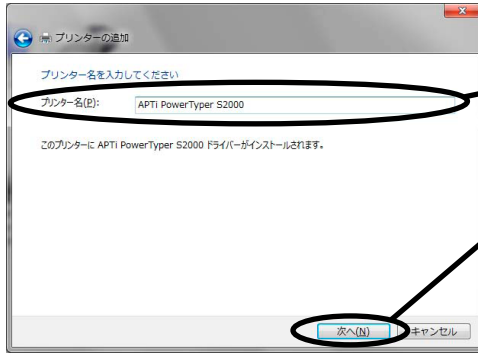 プリンターの追加
プリンター名を入力してください
プリンター名(P): APTi PowerTyper S2000
このプリンターに APTi PowerTyper S2000 ドライバーがインストールされます。
次へ(N) キャンセル